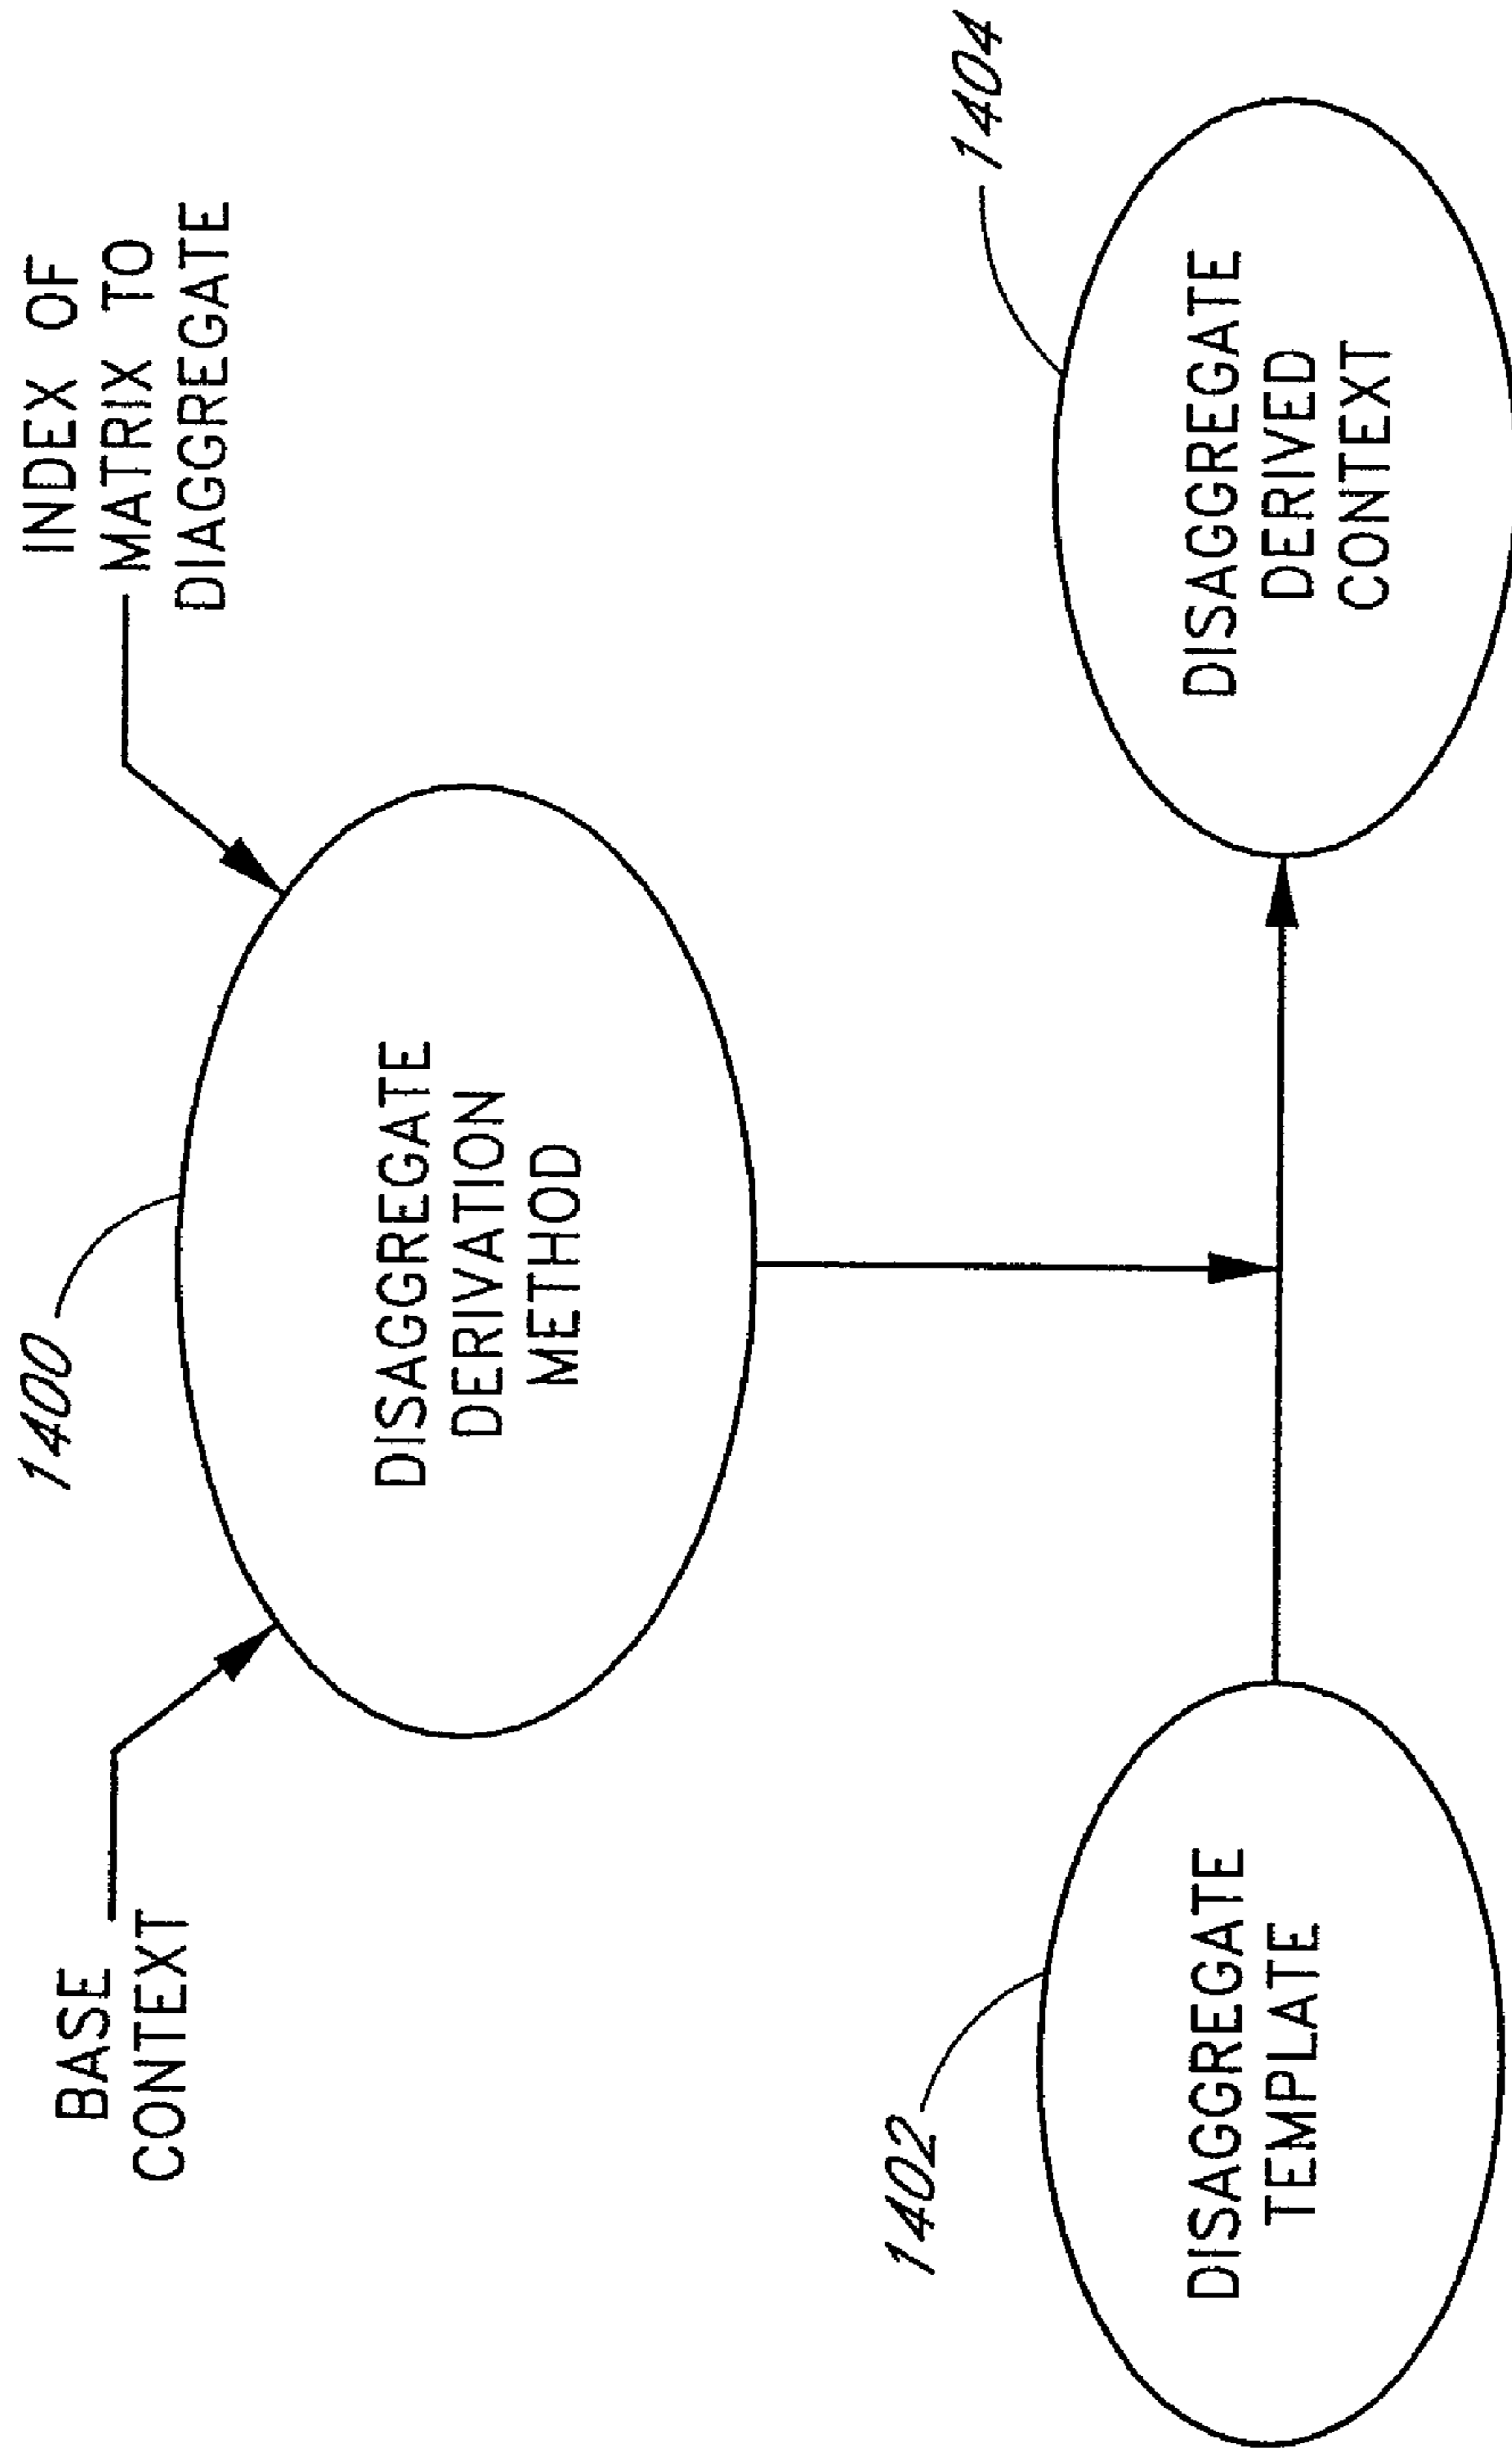 BASE
CONTEXT
1400
INDEX OF
MATRIX TO
DIAGGREGATE
DISAGGREGATE
DERIVATION
METHOD
1402
DISAGGREGATE
TEMPLATE
1404
DISAGGREGATE
DERIVED
CONTEXT